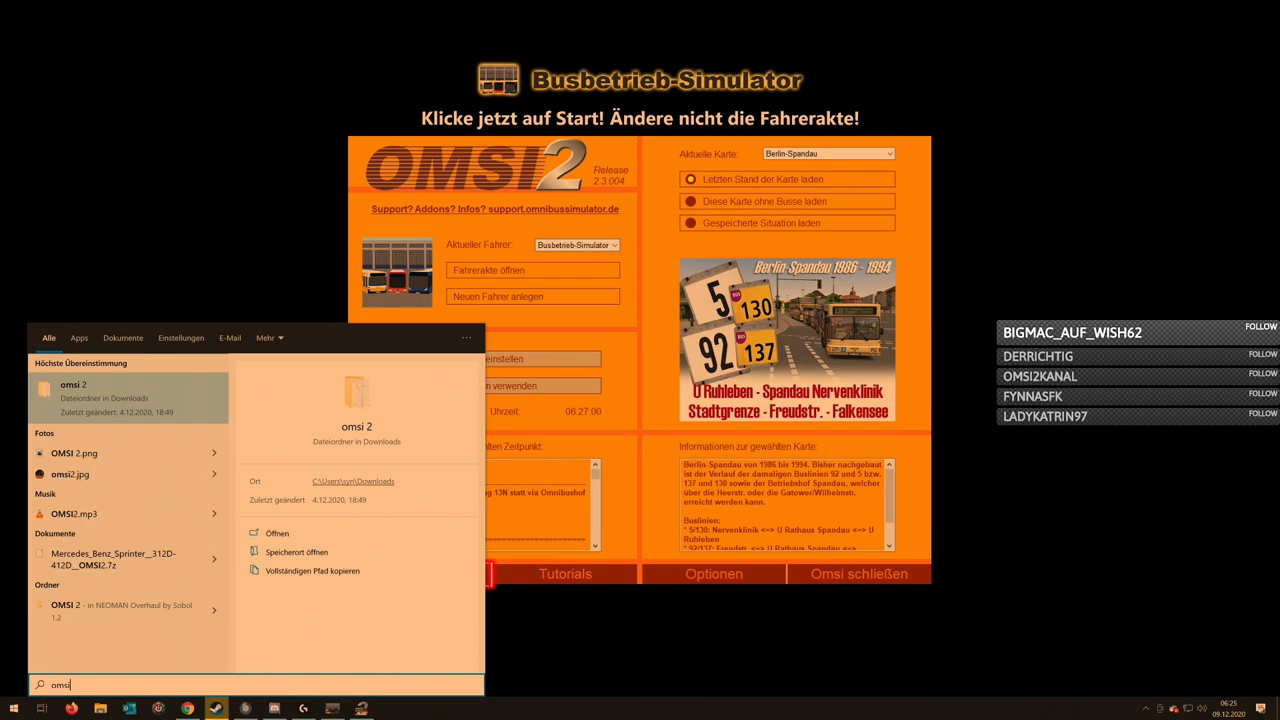 Busbetrieb-Simulator
Klicke jetzt auf Start! Ändere nicht die Fahrerakte!
OMSI2
Release
2.3.004
Support? Addons? Infos? support.omnibussimulator.de
Aktueller Fahrer:
Busbetrieb-Simulator
Fahrerakte öffnen
Neuen Fahrer anlegen
einstellen
n verwenden
Uhrzeit:
06.27:00
lten Zeitpunkt:
g 13N statt via Omnibushof
Tutorials
Aktuelle Karte:
Berlin-Spandau
Letzten Stand der Karte laden
Diese Karte ohne Busse laden
Gespeicherte Situation laden
Berlin-Spandau 1986 - 1994
5
BUS
130
92
BUS
137
U Ruhleben - Spandau Nervenklinik
Stadtgrenze - Freudstr. - Falkensee
Informationen zur gewählten Karte:
Berlin-Spandau von 1986 bis 1994. Bisher nachgebaut
ist der Verlauf der damaligen Buslinien 92 und 5 bzw.
137 und 130 sowie der Betriebshof Spandau, welcher
über die Heerstr. oder die Gatower/Wilhelmstr.
erreicht werden kann.
Buslinien:
* 5/130: Nervenklinik <=> U Rathaus Spandau <=> U
Ruhleben
* 92/137: Freudstr. <=> U Rathaus Spandau <=>
Optionen
Omsi schließen
BIGMAC_AUF_WISH62
FOLLOW
DERRICHTIG
FOLLOW
OMSI2KANAL
FOLLOW
FYNNASFK
FOLLOW
LADYKATRIN97
FOLLOW
Alle
Apps
Dokumente
Einstellungen
E-Mail
Mehr
Höchste Übereinstimmung
omsi 2
Dateiordner in Downloads
Zuletzt geändert: 4.12.2020, 18:49
Fotos
OMSI 2.png
omsi2.jpg
Musik
OMSI2.mp3
Dokumente
Mercedes_Benz_Sprinter__312D-
412D__OMSI2.7z
Ordner
OMSI 2 - in NEOMAN Overhaul by Sobol
1.2
omsi 2
Dateiordner in Downloads
Ort
C:\Users\syn\Downloads
Zuletzt geändert
4.12.2020, 18:49
Öffnen
Speicherort öffnen
Vollständigen Pfad kopieren
omsi
06:25
09.12.2020